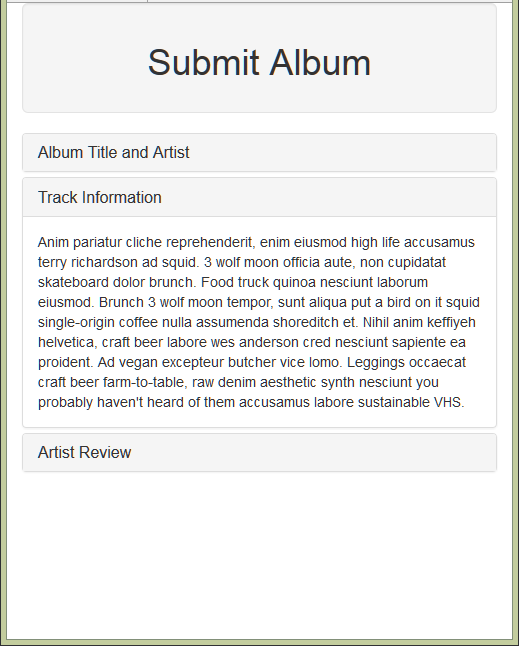 Submit Album
Album Title and Artist
Track Information
Anim pariatur cliche reprehenderit, enim eiusmod high life accusamus
terry richardson ad squid. 3 wolf moon officia aute, non cupidatat
skateboard dolor brunch. Food truck quinoa nesciunt laborum
eiusmod. Brunch 3 wolf moon tempor, sunt aliqua put a bird on it squid
single-origin coffee nulla assumenda shoreditch et. Nihil anim keffiyeh
helvetica, craft beer labore wes anderson cred nesciunt sapiente ea
proident. Ad vegan excepteur butcher vice lomo. Leggings occaecat
craft beer farm-to-table, raw denim aesthetic synth nesciunt you
probably haven't heard of them accusamus labore sustainable VHS.
Artist Review